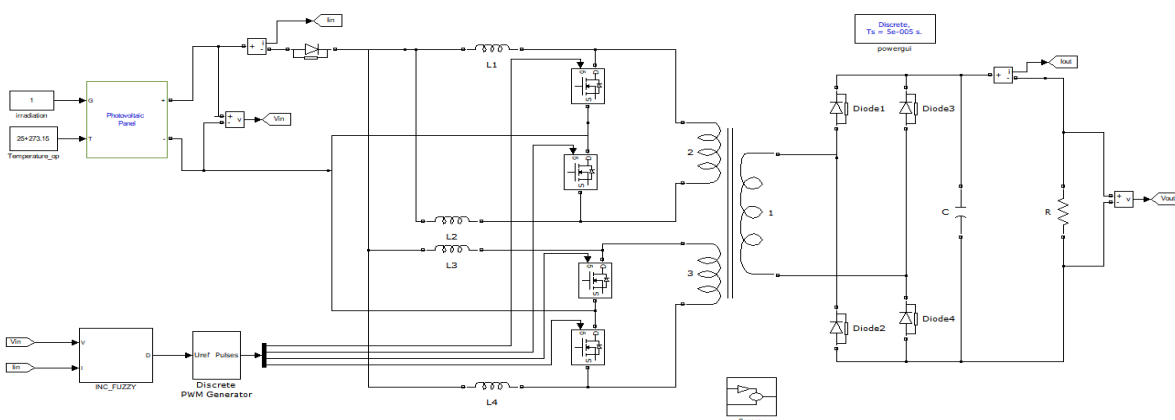 Iin
+
i
-
Discrete,
Ts = 5e-005 s.
powergui
L1
1
irradiation
G
Photovoltaic
Panel
+
25+273.15
Temperature_op
T
-
+
-
v
Vin
L2
L3
L4
2
3
1
Diode1
Diode3
Diode2
Diode4
C
R
+
i
-
Iout
+
-
v
Vout
Vin
V
Iin
I
D
INC_FUZZY
Uref Pulses
Discrete
PWM Generator